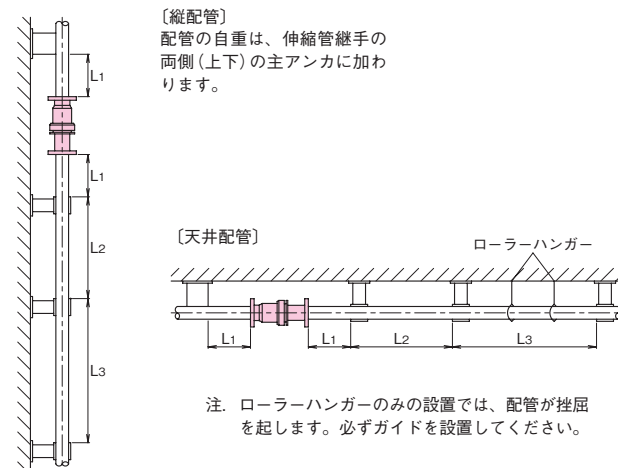 〔縦配管〕
配管の自重は、伸縮管継手の
両側(上下)の主アンカに加わ
ります。
L1
L1
L2
L3
〔天井配管〕
ローラーハンガー
L1
L1
L2
L3
注. ローラーハンガーのみの設置では、配管が挫屈
を起します。必ずガイドを設置してください。